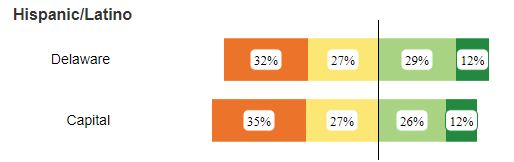 Hispanic/Latino
Delaware 32% 27% 29% 12%
Capital 35% 27% 26% 12%